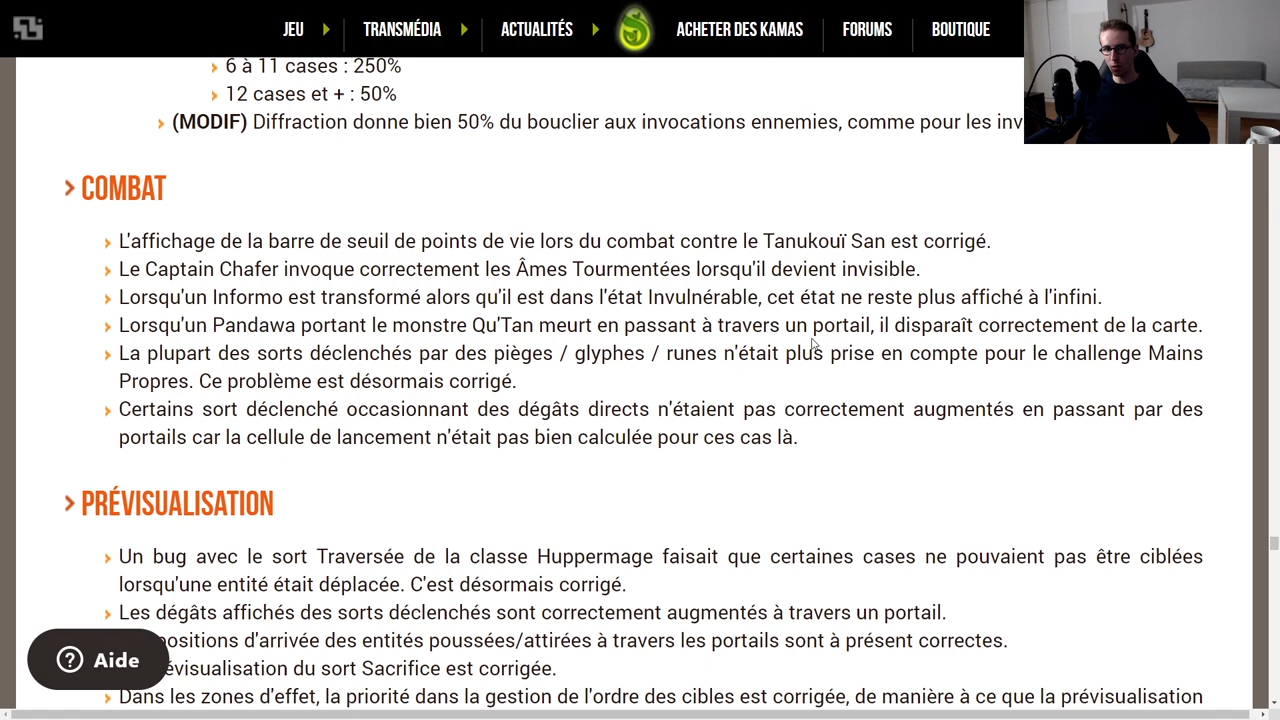 JEU
TRANSMÉDIA
ACTUALITÉS
ACHETER DES KAMAS
FORUMS
BOUTIQUE
6 à 11 cases : 250%
12 cases et + : 50%
(MODIF) Diffraction donne bien 50% du bouclier aux invocations ennemies, comme pour les
COMBAT
L'affichage de la barre de seuil de points de vie lors du combat contre le Tanukouï San est corrigé.
Le Captain Chafer invoque correctement les Âmes Tourmentées lorsqu'il devient invisible.
Lorsqu'un Informo est transformé alors qu'il est dans l'état Invulnérable, cet état ne reste plus affiché à l'infini.
Lorsqu'un Pandawa portant le monstre Qu'Tan meurt en passant à travers un portail, il disparaît correctement de la carte.
La plupart des sorts déclenchés par des pièges / glyphes / runes n'était plus prise en compte pour le challenge Mains
Propres. Ce problème est désormais corrigé.
Certains sort déclenché occasionnant des dégâts directs n'étaient pas correctement augmentés en passant par des
portails car la cellule de lancement n'était pas bien calculée pour ces cas là.
PRÉVISUALISATION
Un bug avec le sort Traversée de la classe Huppermage faisait que certaines cases ne pouvaient pas être ciblées
lorsqu'une entité était déplacée. C'est désormais corrigé.
Les dégâts affichés des sorts déclenchés sont correctement augmentés à travers un portail.
positions d'arrivée des entités poussées/attirées à travers les portails sont à présent correctes.
évisualisation du sort Sacrifice est corrigée.
Dans les zones d'effet, la priorité dans la gestion de l'ordre des cibles est corrigée, de manière à ce que la prévisualisation
Aide